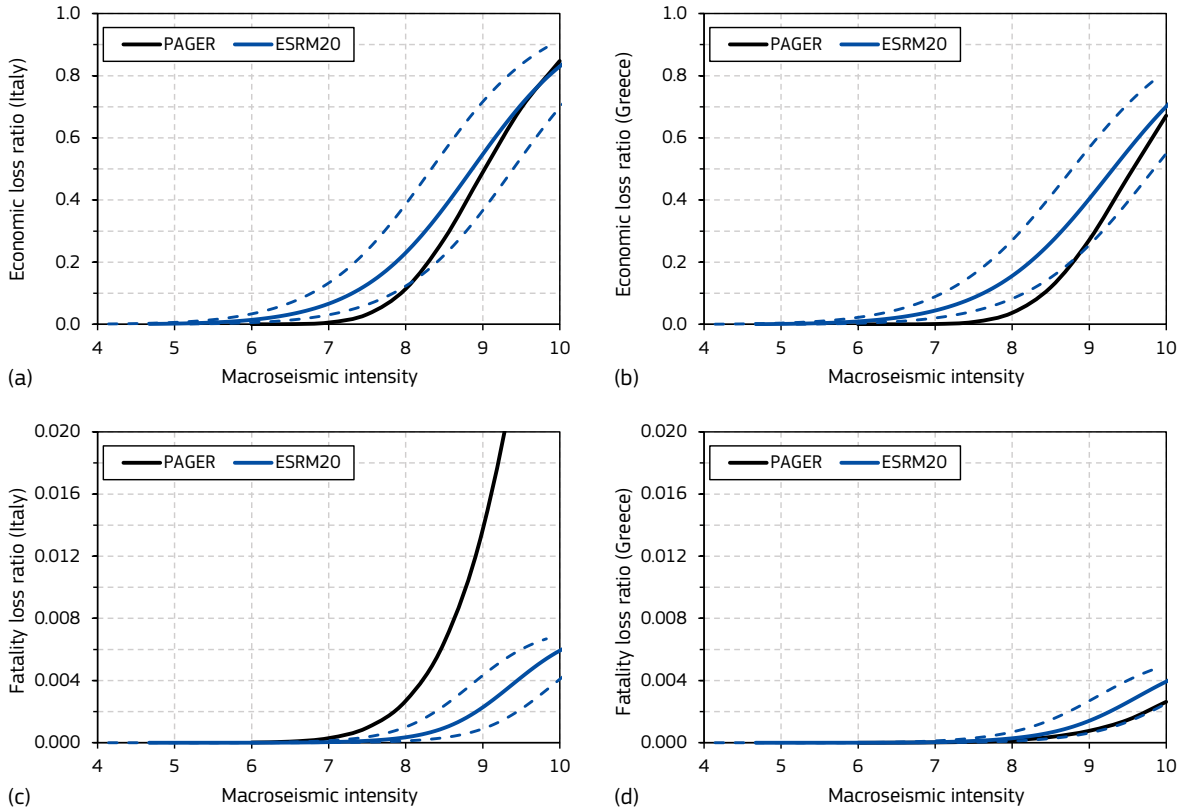 PAGER ESRM20
Economic loss ratio (Italy)
1.0
0.8
0.6
0.4
0.2
0.0
4 5 6 7 8 9 10
Macroseismic intensity
(a)
PAGER ESRM20
Economic loss ratio (Greece)
1.0
0.8
0.6
0.4
0.2
0.0
4 5 6 7 8 9 10
Macroseismic intensity
(b)
PAGER ESRM20
Fatality loss ratio (Italy)
0.020
0.016
0.012
0.008
0.004
0.000
4 5 6 7 8 9 10
Macroseismic intensity
(c)
PAGER ESRM20
Fatality loss ratio (Greece)
0.020
0.016
0.012
0.008
0.004
0.000
4 5 6 7 8 9 10
Macroseismic intensity
(d)